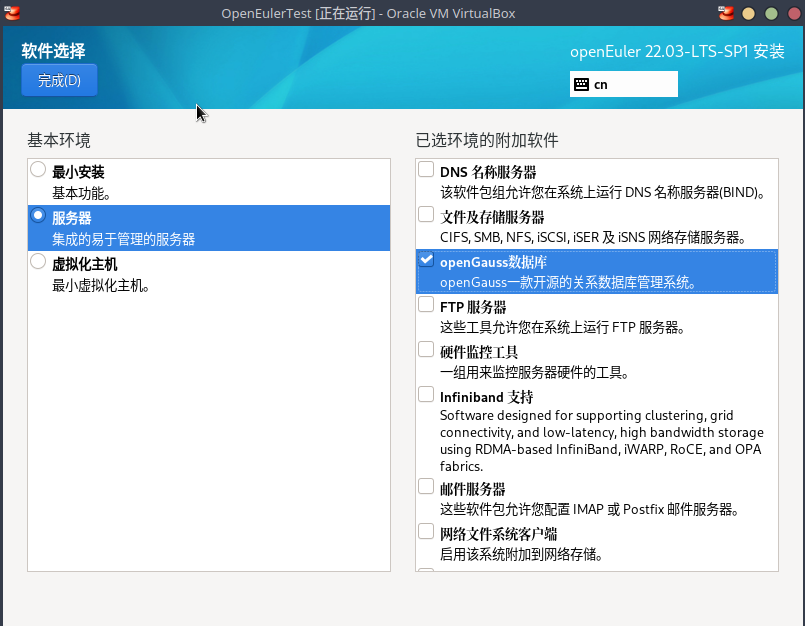 OpenEulerTest [正在运行] - Oracle VM VirtualBox
软件选择
完成(D)
openEuler 22.03-LTS-SP1 安装
cn
基本环境
最小安装
基本功能。
服务器
集成的易于管理的服务器
虚拟化主机
最小虚拟化主机。
已选环境的附加软件
DNS 名称服务器
该软件包组允许您在系统上运行 DNS 名称服务器(BIND)。
文件及存储服务器
CIFS, SMB, NFS, iSCSI, iSER 及 iSNS 网络存储服务器。
openGauss数据库
openGauss一款开源的关系数据库管理系统。
FTP 服务器
这些工具允许您在系统上运行 FTP 服务器。
硬件监控工具
一组用来监控服务器硬件的工具。
Infiniband 支持
Software designed for supporting clustering, grid
connectivity, and low-latency, high bandwidth storage
using RDMA-based InfiniBand, iWARP, RoCE, and OPA
fabrics.
邮件服务器
这些软件包允许您配置 IMAP 或 Postfix 邮件服务器。
网络文件系统客户端
启用该系统附加到网络存储。